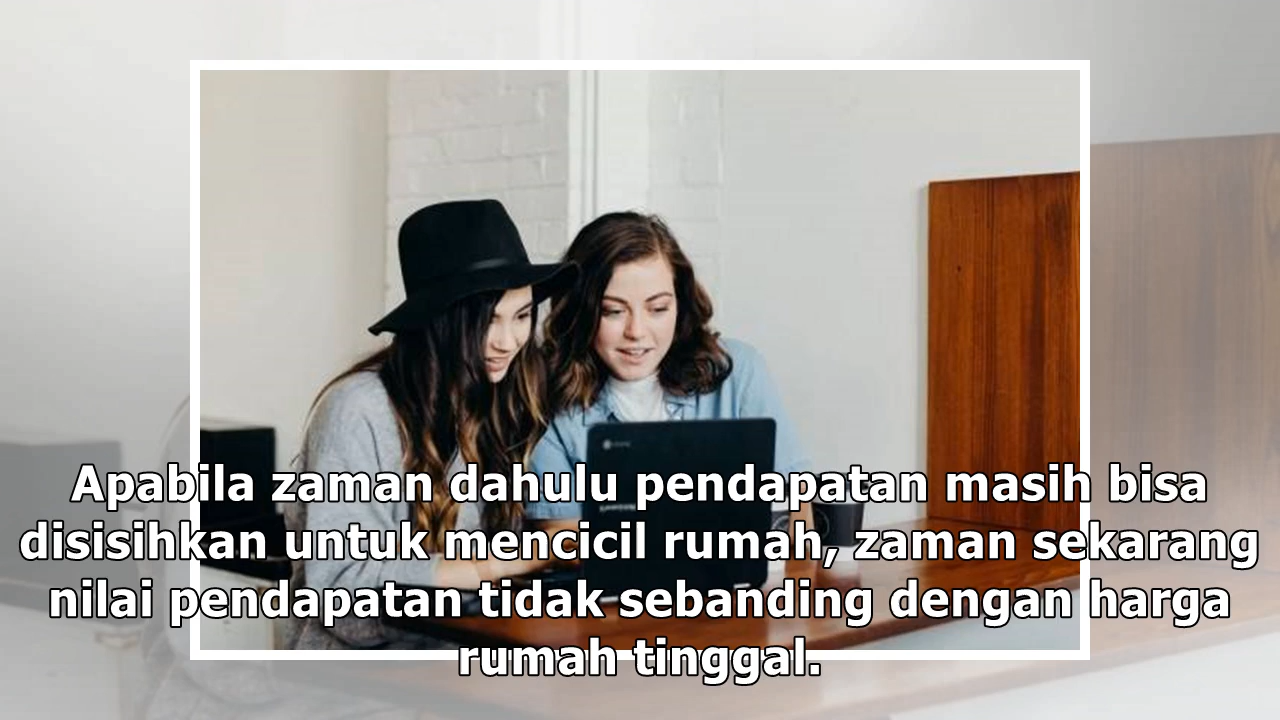 Apabila zaman dahulu pendapatan masih bisa
disisihkan untuk mencicil rumah, zaman sekarang
nilai pendapatan tidak sebanding dengan harga
rumah tinggal.
SAMSUNG